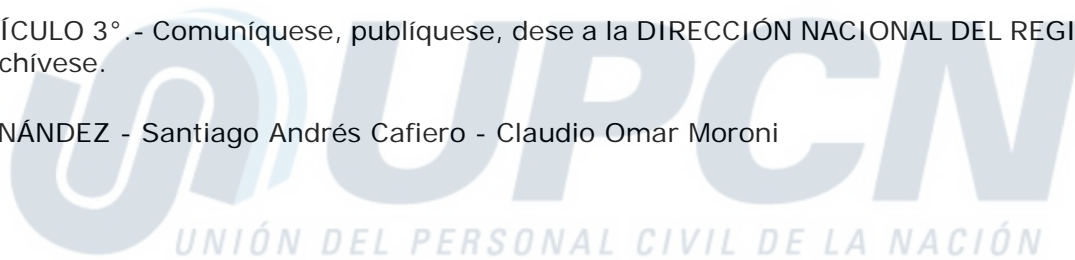 ÍCULO 3°.- Comuníquese, publíquese, dese a la DIRECCIÓN NACIONAL DEL REGI
chívese.
NÁNDEZ - Santiago Andrés Cafiero - Claudio Omar Moroni
UPCN
UNIÓN DEL PERSONAL CIVIL DE LA NACIÓN